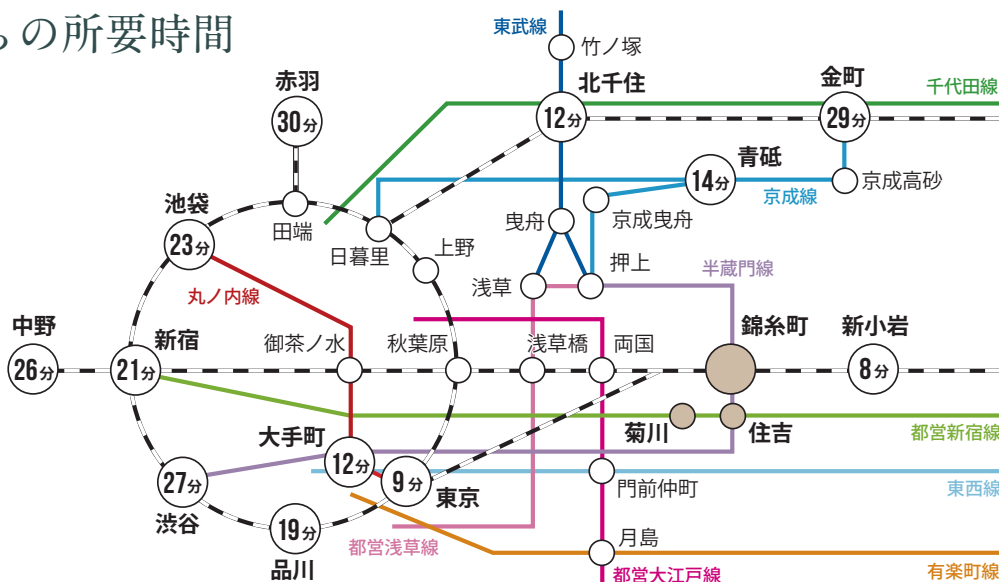 の所要時間
東武線
竹ノ塚
北千住
12分
金町
29分
千代田線
赤羽
30分
青砥
14分
京成高砂
京成線
池袋
23分
田端
日暮里
上野
曳舟
京成曳舟
浅草
押上
半蔵門線
丸ノ内線
中野
26分
新宿
21分
御茶ノ水
秋葉原
浅草橋
両国
錦糸町
新小岩
8分
大手町
12分
菊川
住吉
都営新宿線
渋谷
27分
9分
東京
門前仲町
東西線
品川
19分
都営浅草線
月島
都営大江戸線
有楽町線